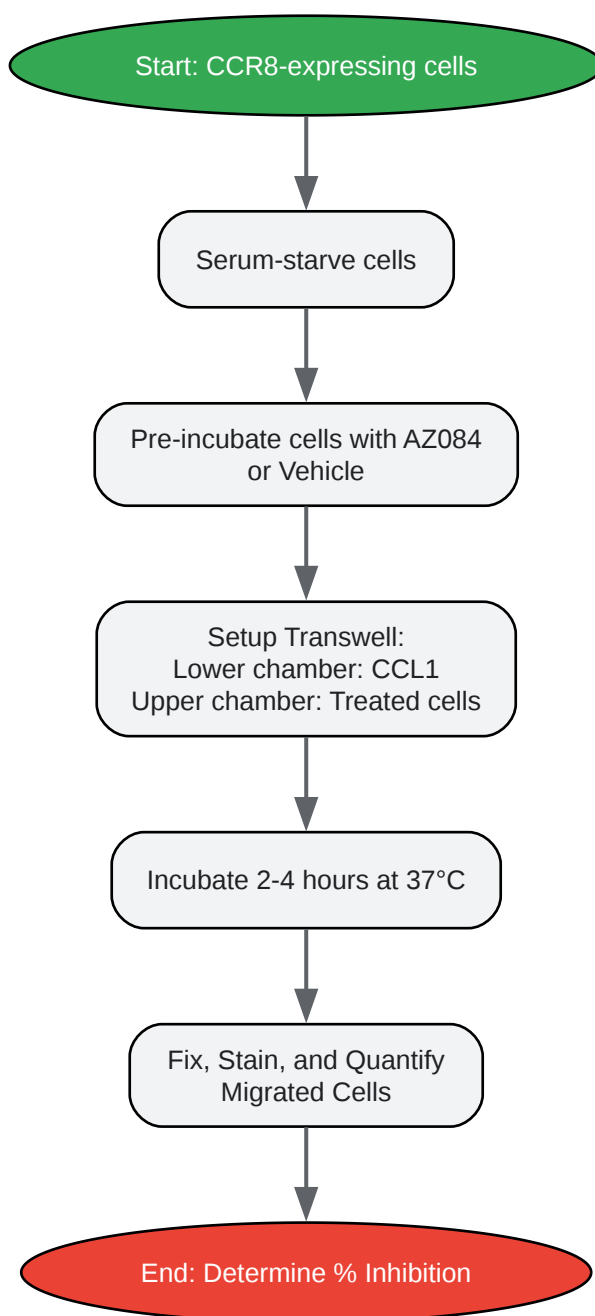 Start: CCR8-expressing cells
Serum-starve cells
Pre-incubate cells with AZ084
or Vehicle
Setup Transwell:
Lower chamber: CCL1
Upper chamber: Treated cells
Incubate 2-4 hours at 37°C
Fix, Stain, and Quantify
Migrated Cells
End: Determine % Inhibition